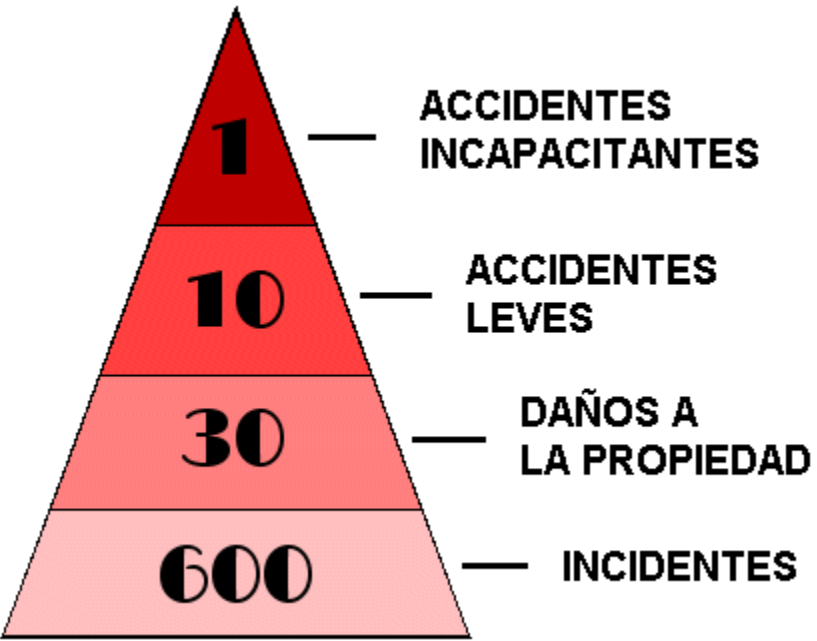 1
ACCIDENTES
INCAPACITANTES
10
ACCIDENTES
LEVES
30
DAÑOS A
LA PROPIEDAD
600
INCIDENTES